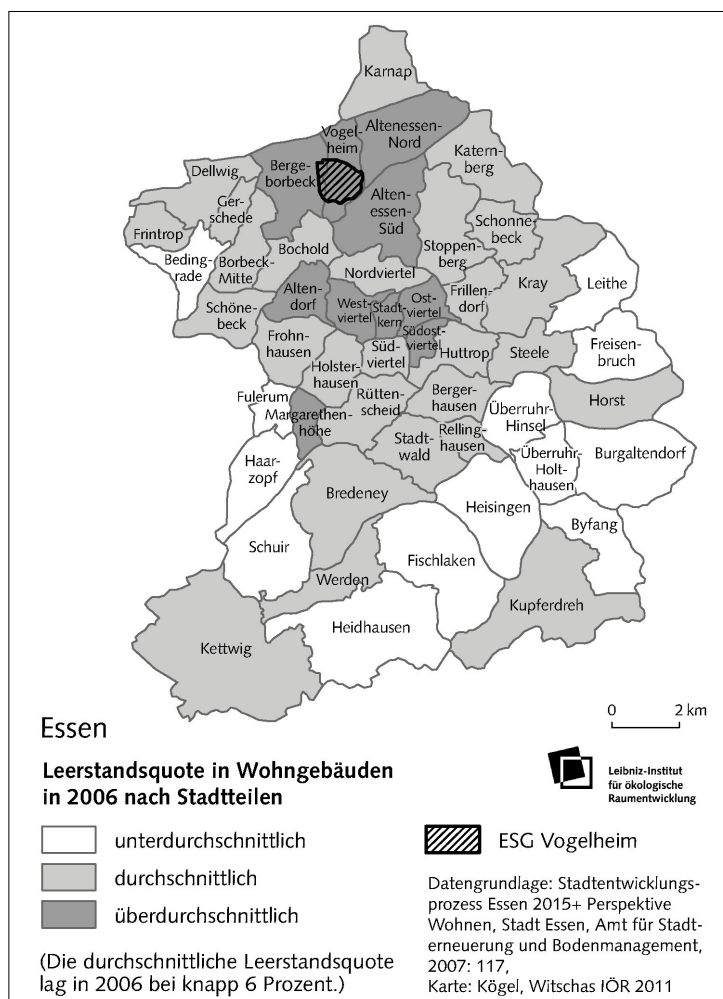 Karnap
Vogel-
heim
Altenessen-
Nord
Katern-
berg
Dellwig
Berge-
borbeck
Alten-
essen-
Süd
Ger-
schede
Schonne-
beck
Frintrop
Bochold
Stoppen-
berg
Beding-
rade
Borbeck-
Mitte
Nordviertel
Kray
Leithe
Alten-
dorf
West-
viertel
Stadt-
kern
Ost-
viertel
Frillen-
dorf
Schöne-
beck
Südost-
viertel
Frohn-
hausen
Süd-
viertel
Huttrop
Steele
Freisen-
bruch
Holster-
hausen
Fulerum
Margarethen-
höhe
Rütten-
scheid
Berger-
hausen
Überruhr-
Hinsel
Horst
Stadt-
wald
Relling-
hausen
Haar-
zopf
Überruhr-
Holt-
hausen
Burgaltendorf
Bredeney
Heisingen
Byfang
Schuir
Fischlaken
Werden
Kupferdreh
Heidhausen
Kettwig
0 2 km
Essen
Leerstandsquote in Wohngebäuden
in 2006 nach Stadtteilen
Leibniz-Institut
für ökologische
Raumentwicklung
unterdurchschnittlich
durchschnittlich
überdurchschnittlich
(Die durchschnittliche Leerstandsquote
lag in 2006 bei knapp 6 Prozent.)
ESG Vogelheim
Datengrundlage: Stadtentwicklungs-
prozess Essen 2015+ Perspektive
Wohnen, Stadt Essen, Amt für Stadt-
erneuerung und Bodenmanagement,
2007: 117,
Karte: Kögel, Witschas IÖR 2011